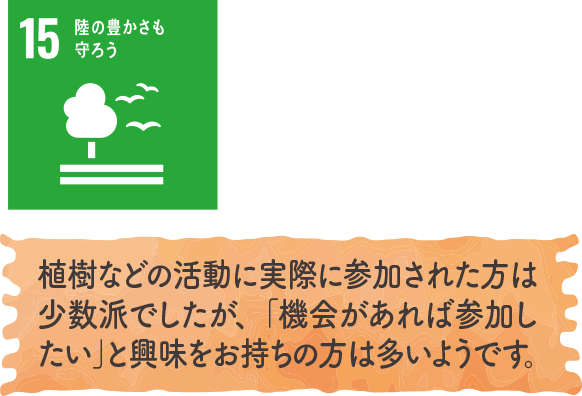 15 陸の豊かさも
守ろう
植樹などの活動に実際に参加された方は
少数派でしたが、「機会があれば参加し
たい」と興味をお持ちの方は多いようです。